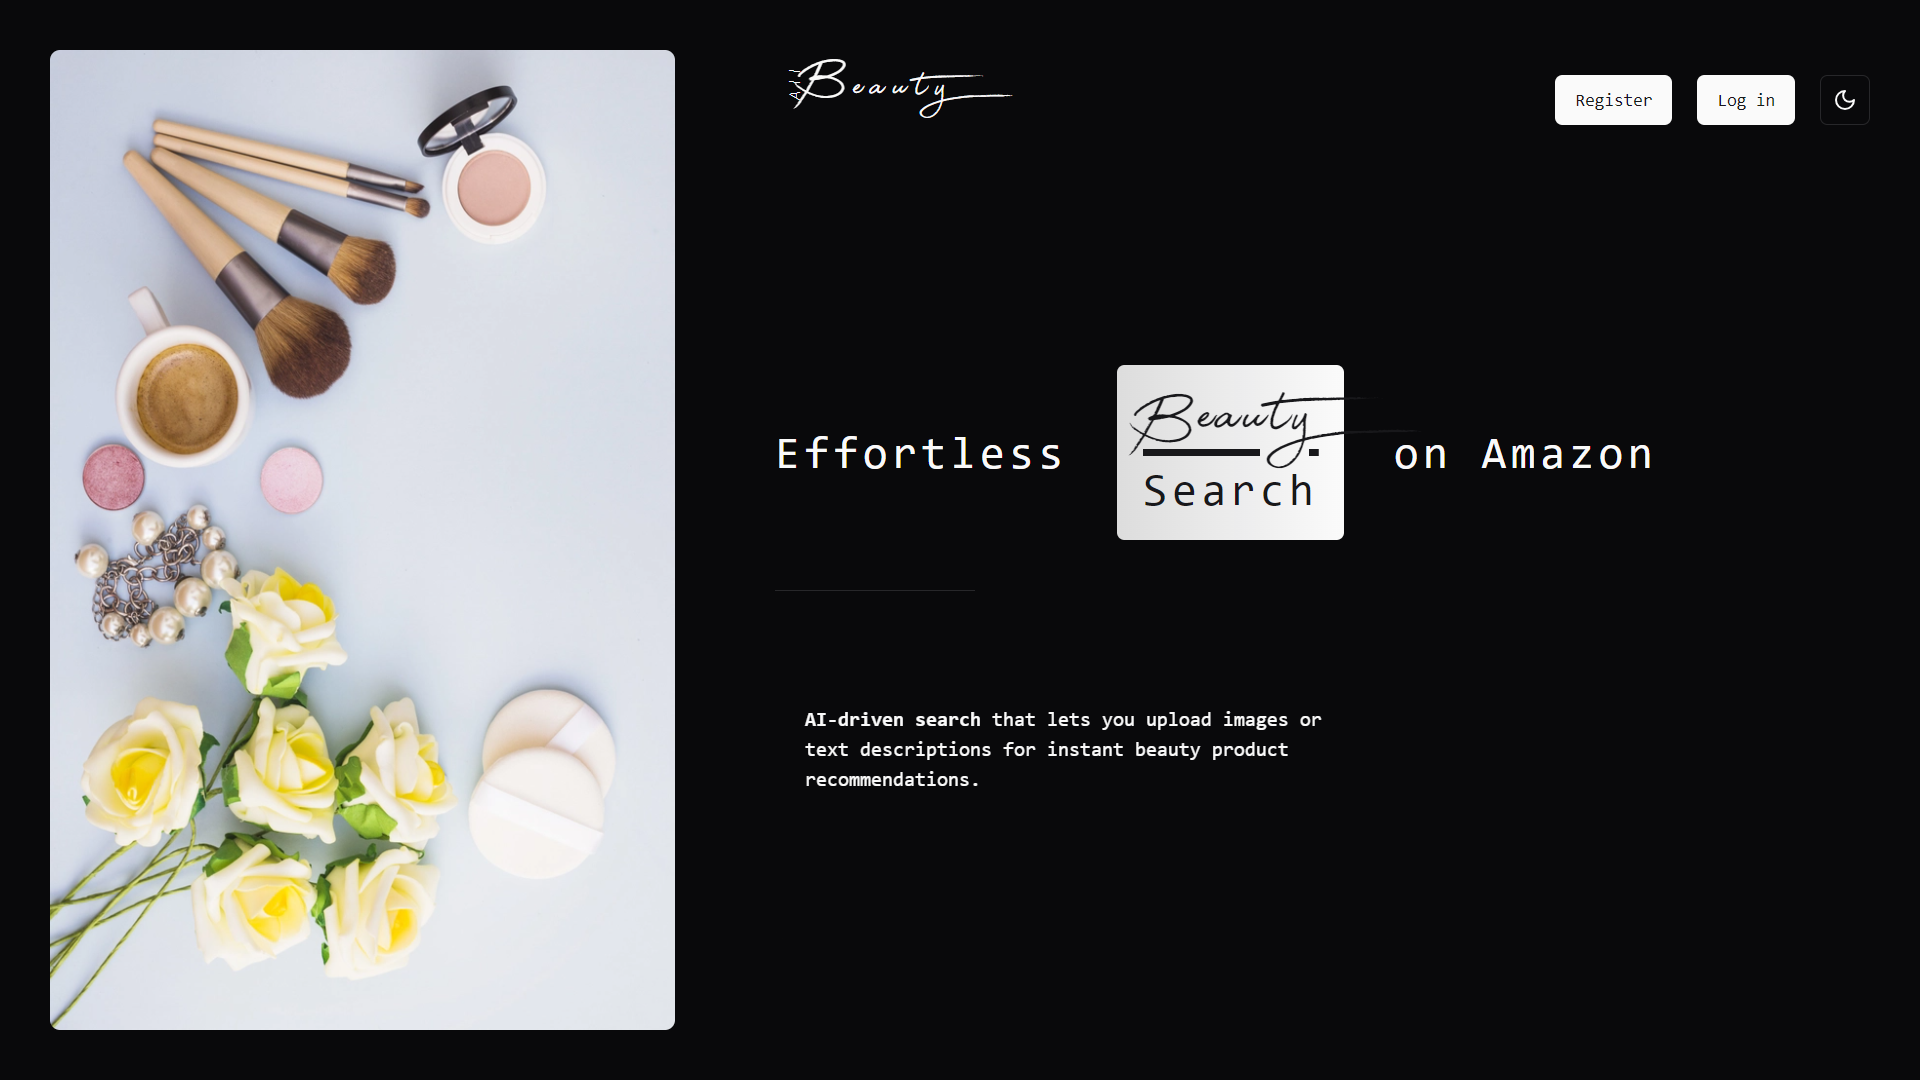 Beauty
Register
Log in
Effortless
Beauty
Search
on Amazon
AI-driven search that lets you upload images or
text descriptions for instant beauty product
recommendations.